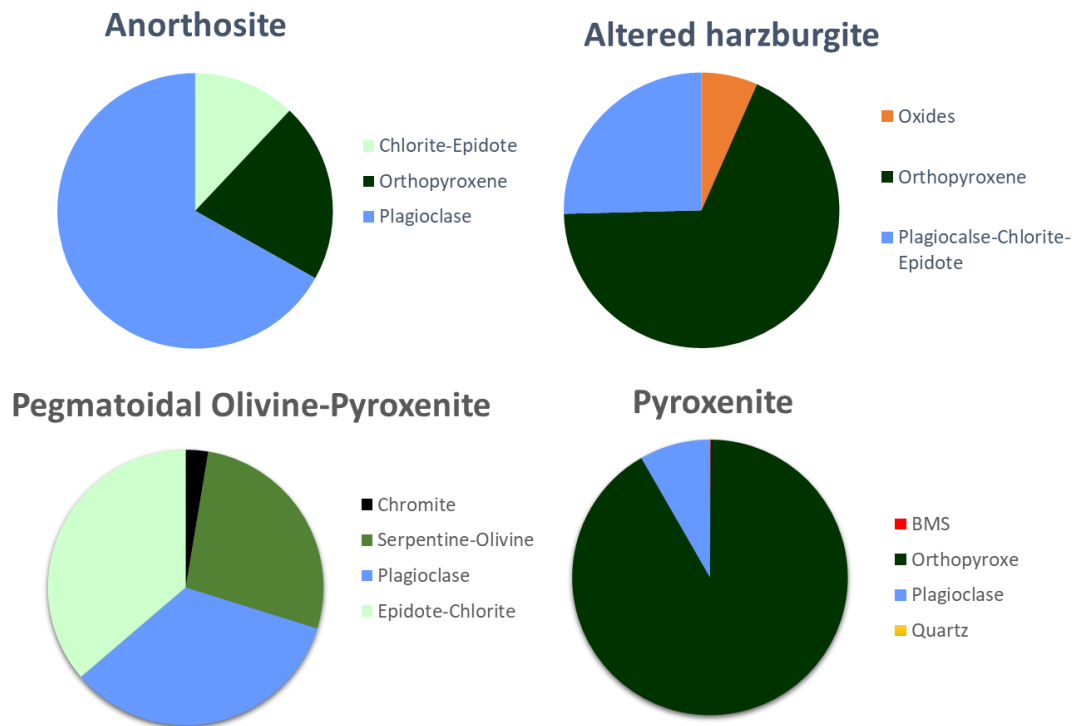 Anorthosite
Chlorite-Epidote
Orthopyroxene
Plagioclase
Altered harzburgite
Oxides
Orthopyroxene
Plagiocalse-Chlorite-
Epidote
Pegmatoidal Olivine-Pyroxenite
Chromite
Serpentine-Olivine
Plagioclase
Epidote-Chlorite
Pyroxenite
BMS
Orthopyroxe
Plagioclase
Quartz